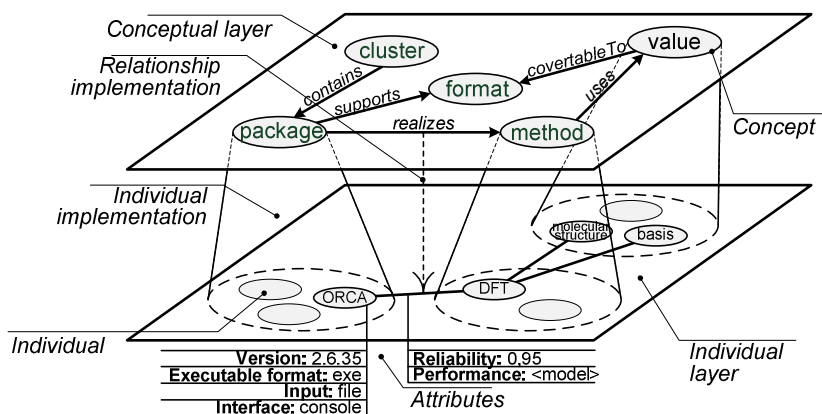 Conceptual layer
cluster
value
Relationship
implementation
contains
supports
format
covertableTo
uses
package
realizes
method
Concept
Individual
implementation
molecular
structure
basis
ORCA
DFT
Individual
Individual
layer
Version: 2.6.35
Executable format: exe
Input: file
Interface: console
Reliability: 0,95
Performance: <model>
Attributes